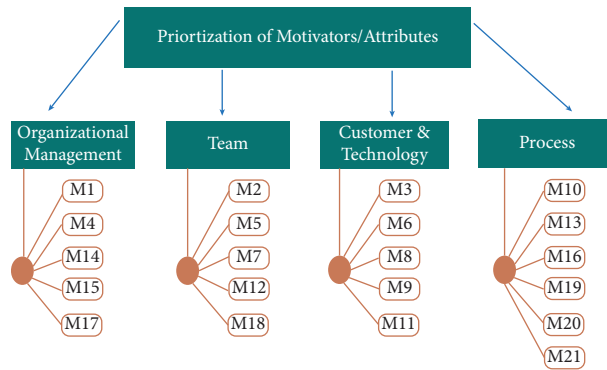 Priortization of Motivators/Attributes
Organizational
Management
Team
Customer &
Technology
Process
M1
M4
M14
M15
M17
M2
M5
M7
M12
M18
M3
M6
M8
M9
M11
M10
M13
M16
M19
M20
M21